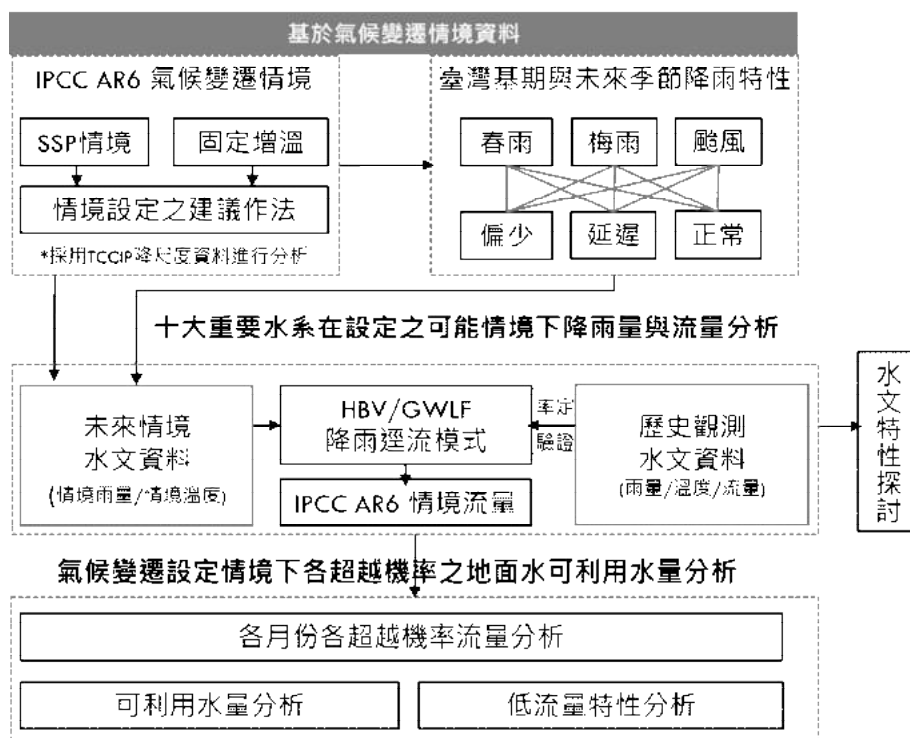 基於氣候變遷情境資料
IPCC AR6 氣候變遷情境
SSP情境
固定增溫
情境設定之建議作法
*採用TCCIP降尺度資料進行分析
臺灣基期與未來季節降雨特性
春雨
梅雨
颱風
偏少
延遲
正常
十大重要水系在設定之可能情境下降雨量與流量分析
未來情境
水文資料
(情境雨量/情境溫度)
HBV/GWLF
降雨逕流模式
IPCC AR6 情境流量
率定
驗證
歷史觀測
水文資料
(雨量/溫度/流量)
水文特性探討
氣候變遷設定情境下各超越機率之地面水可利用水量分析
各月份各超越機率流量分析
可利用水量分析
低流量特性分析